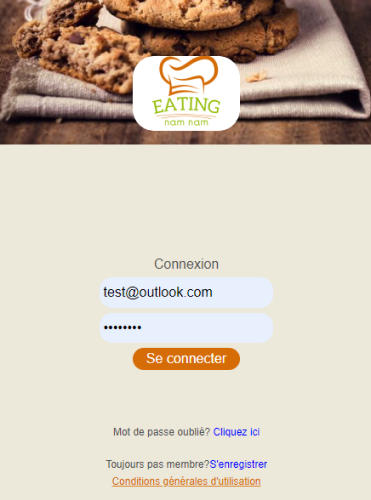 EATING
nam nam
Connexion
test@outlook.com
••••••••
Se connecter
Mot de passe oublié? Cliquez ici
Toujours pas membre?S'enregistrer
Conditions générales d'utilisation